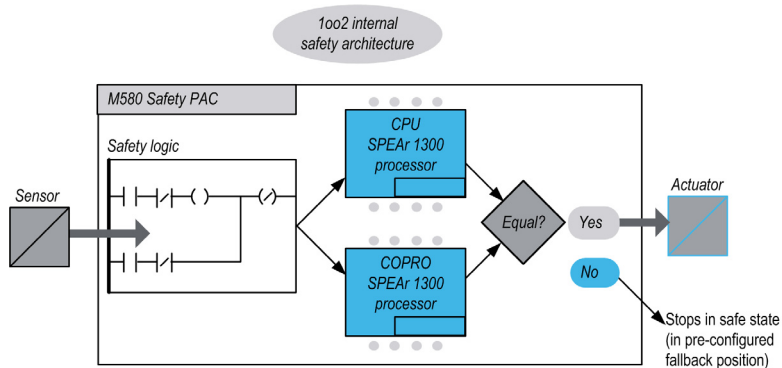 1oo2 internal
safety architecture
M580 Safety PAC
Safety logic
Sensor
CPU
SPEAr 1300
processor
COPRO
SPEAr 1300
processor
Equal?
Yes
No
Actuator
Stops in safe state
(in pre-configured
fallback position)